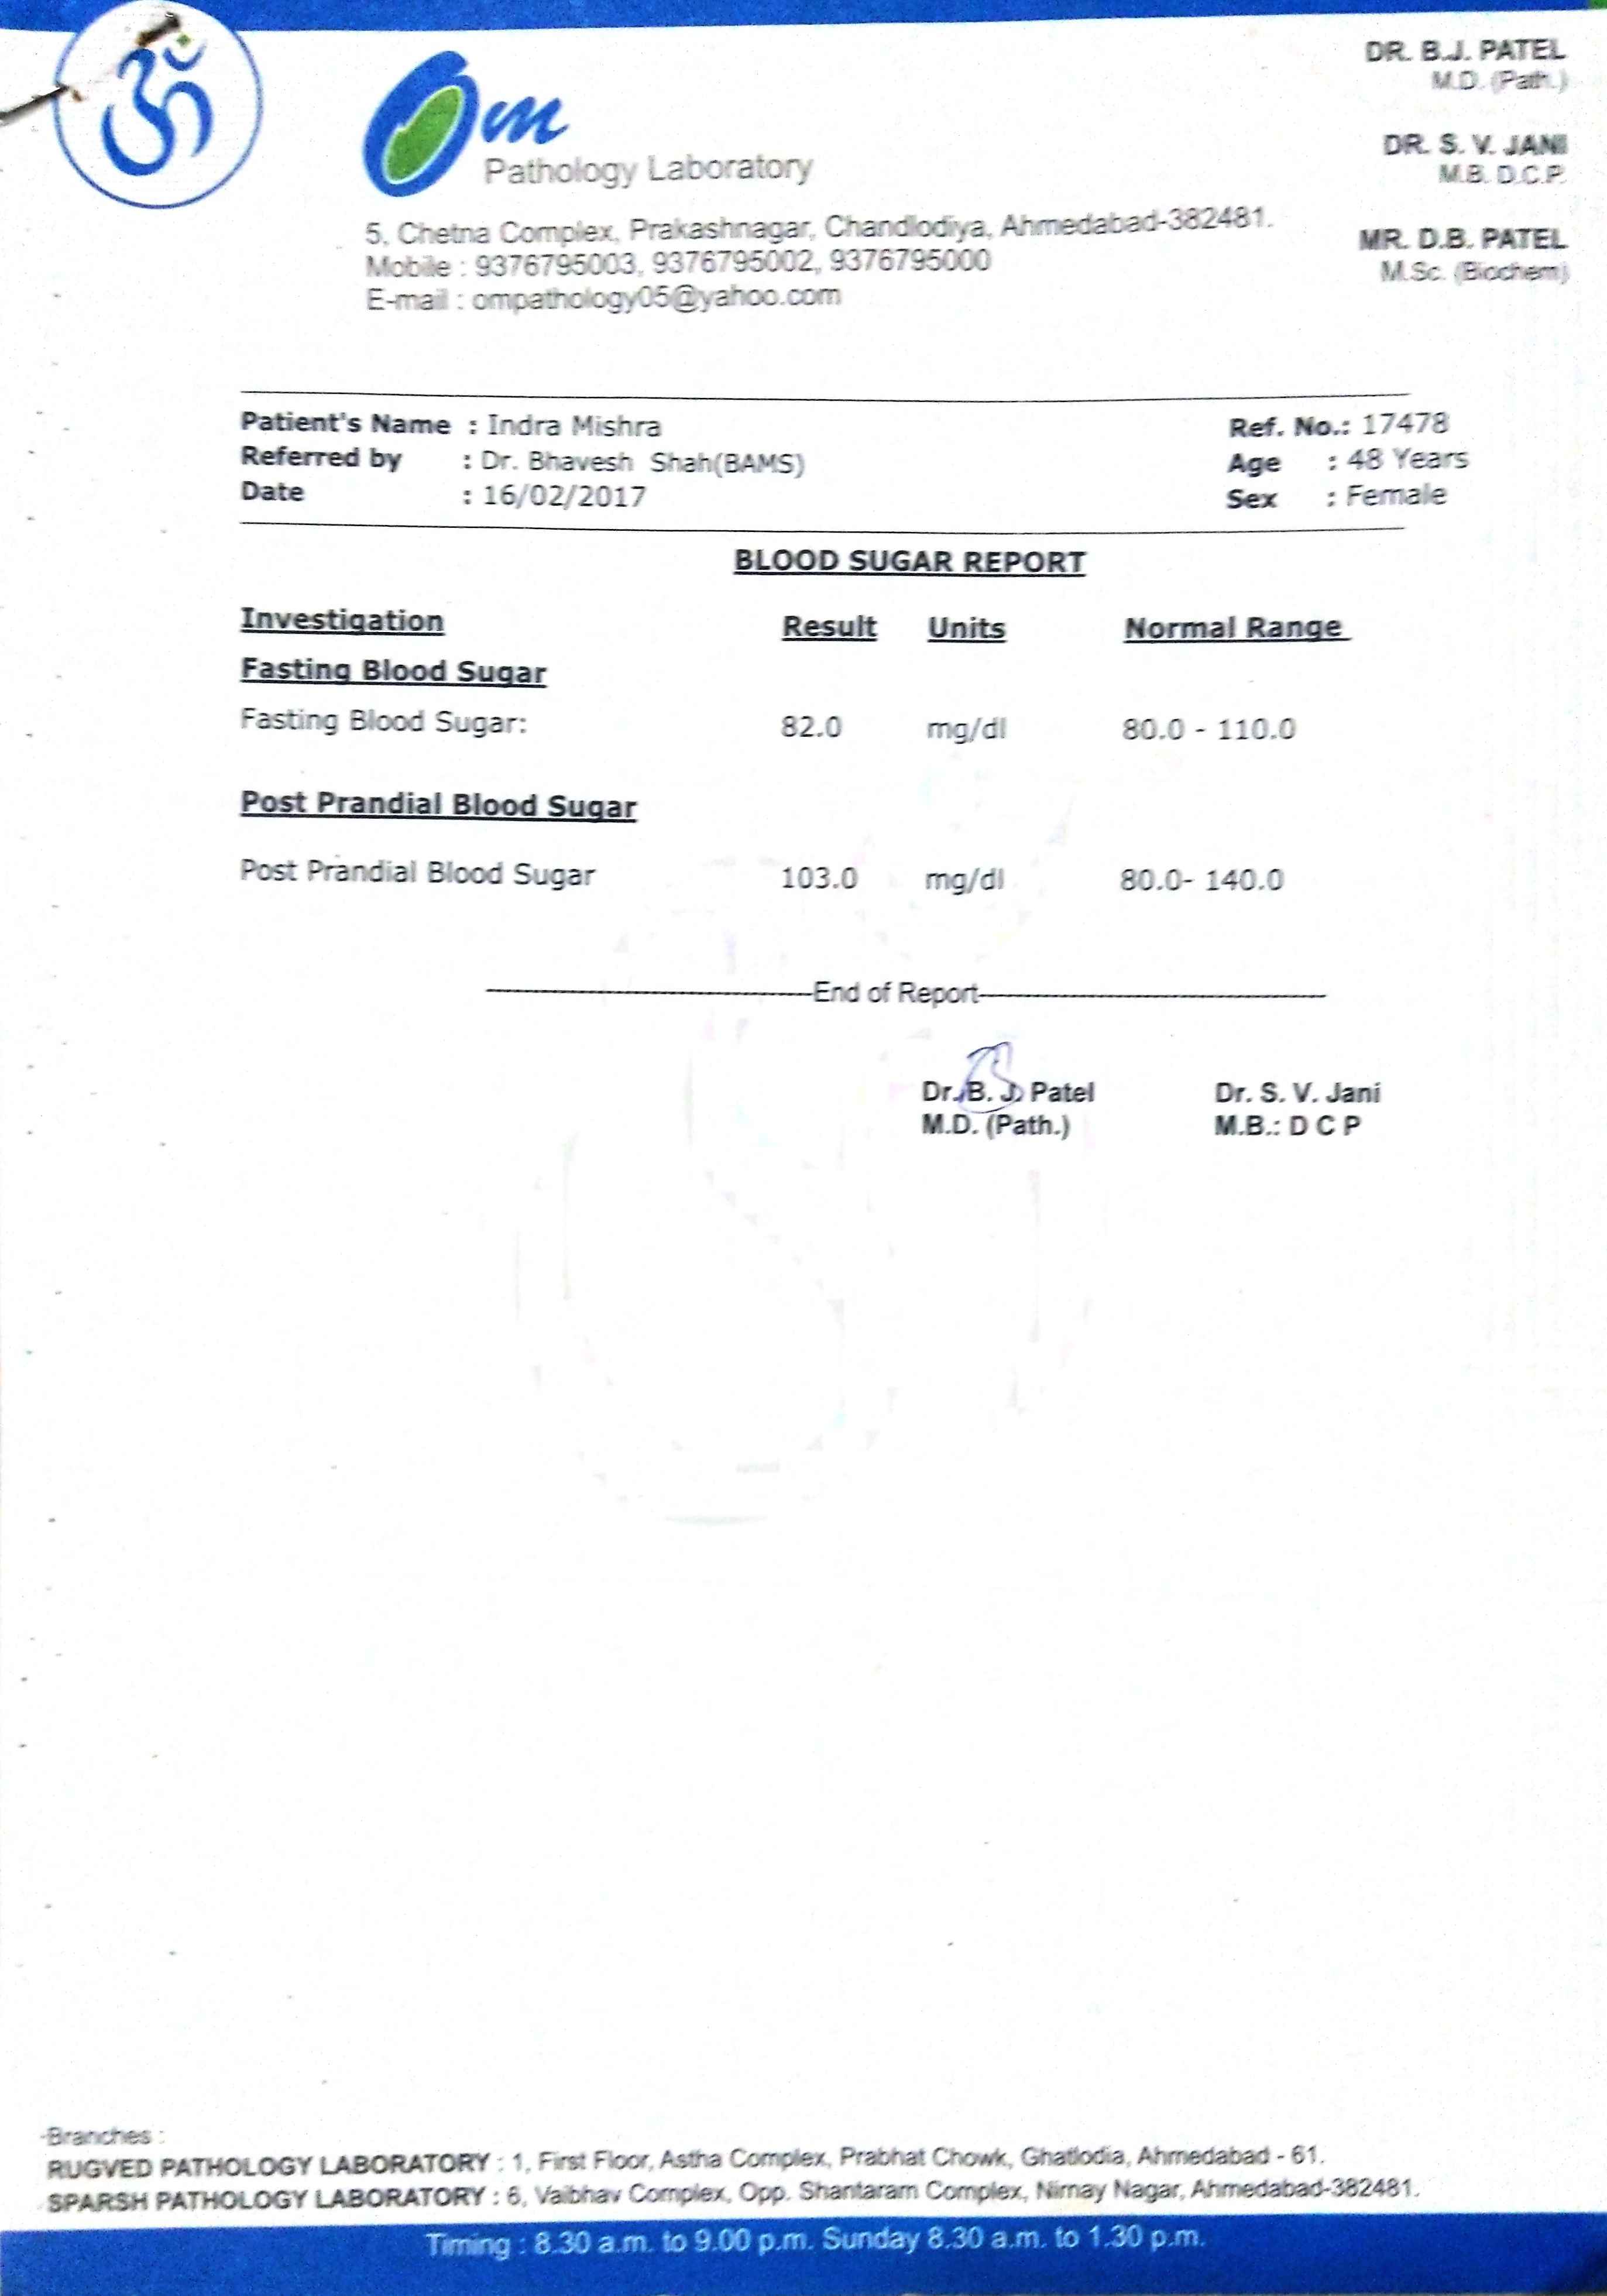 ॐ
Om
Pathology Laboratory
5, Chetna Complex, Prakashnagar, Chandlodiya, Ahmedabad-382481.
Mobile : 9376795003, 9376795002, 9376795000
E-mail : ompathology05@yahoo.com
DR. B.J. PATEL
M.D. (Path.)
DR. S. V. JANI
M.B. D.C.P.
MR. D.B. PATEL
M.Sc. (Biochem)
Patient's Name : Indra Mishra Ref. No.: 17478
Referred by : Dr. Bhavesh Shah(BAMS) Age : 48 Years
Date : 16/02/2017 Sex : Female
BLOOD SUGAR REPORT
Investigation Result Units Normal Range
Fasting Blood Sugar
Fasting Blood Sugar: 82.0 mg/dl 80.0 - 110.0
Post Prandial Blood Sugar
Post Prandial Blood Sugar 103.0 mg/dl 80.0- 140.0
End of Report
Dr. B. J. Patel Dr. S. V. Jani
M.D. (Path.) M.B.: D C P
Branches :
RUGVED PATHOLOGY LABORATORY : 1, First Floor, Astha Complex, Prabhat Chowk, Ghatlodia, Ahmedabad - 61.
SPARSH PATHOLOGY LABORATORY : 6, Vaibhav Complex, Opp. Shantaram Complex, Nirnay Nagar, Ahmedabad-382481.
Timing : 8.30 a.m. to 9.00 p.m. Sunday 8.30 a.m. to 1.30 p.m.